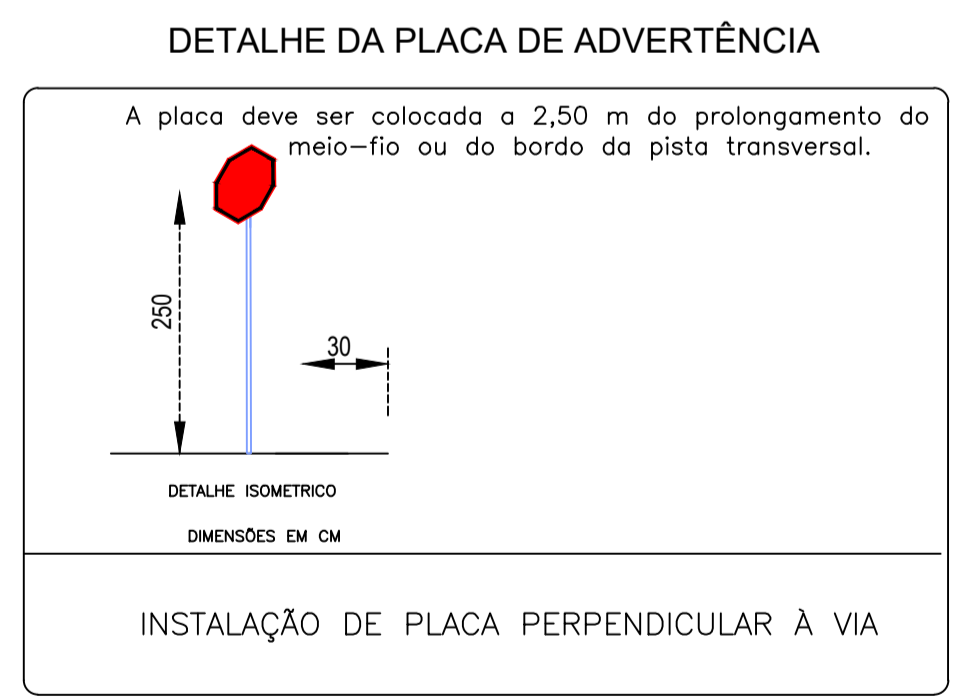 DETALHE DA PLACA DE ADVERTÊNCIA
A placa deve ser colocada a 2,50 m do prolongamento do
meio-fio ou do bordo da pista transversal.
250
30
DETALHE ISOMETRICO
DIMENSÕES EM CM
INSTALAÇÃO DE PLACA PERPENDICULAR À VIA